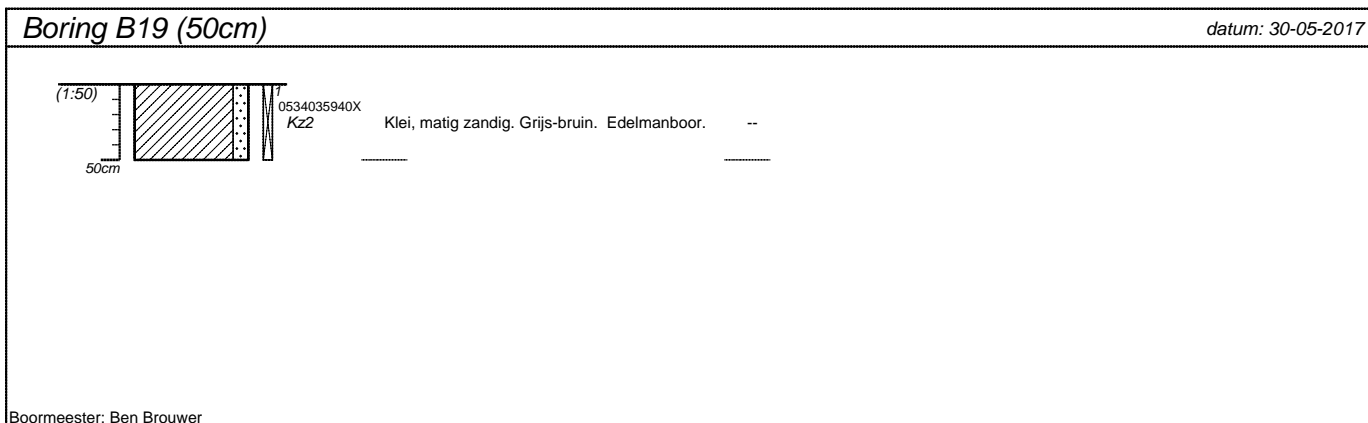 Boring B19 (50cm) datum: 30-05-2017
(1:50) 1
0534035940X
Kz2 Klei, matig zandig. Grijs-bruin. Edelmanboor. --
50cm
Boormeester: Ben Brouwer